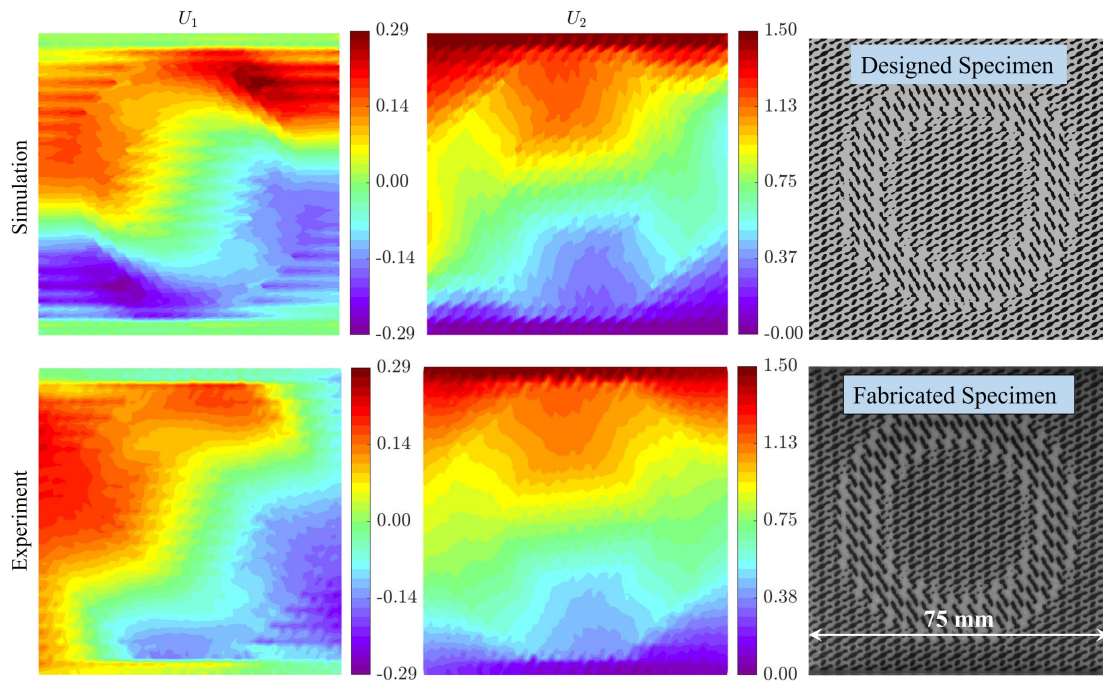 U1
U2
Simulation
0.29
0.14
0.00
-0.14
-0.29
1.50
1.13
0.75
0.37
-0.00
Designed Specimen
Experiment
0.29
0.14
0.00
-0.14
-0.29
1.50
1.13
0.75
1.38
0.00
Fabricated Specimen
75 mm